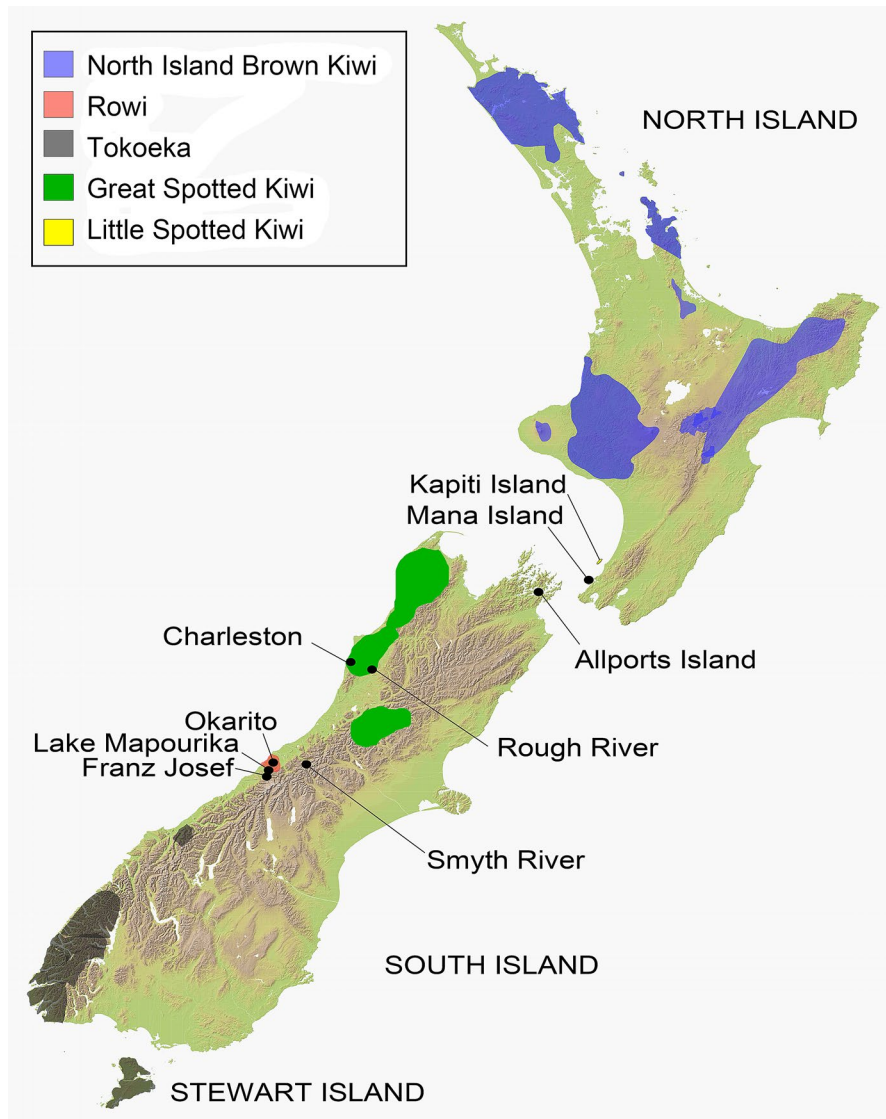 North Island Brown Kiwi
Rowi
Tokoeka
Great Spotted Kiwi
Little Spotted Kiwi
NORTH ISLAND
Kapiti Island
Mana Island
Charleston
Allports Island
Okarito
Lake Mapourika
Franz Josef
Rough River
Smyth River
SOUTH ISLAND
STEWART ISLAND